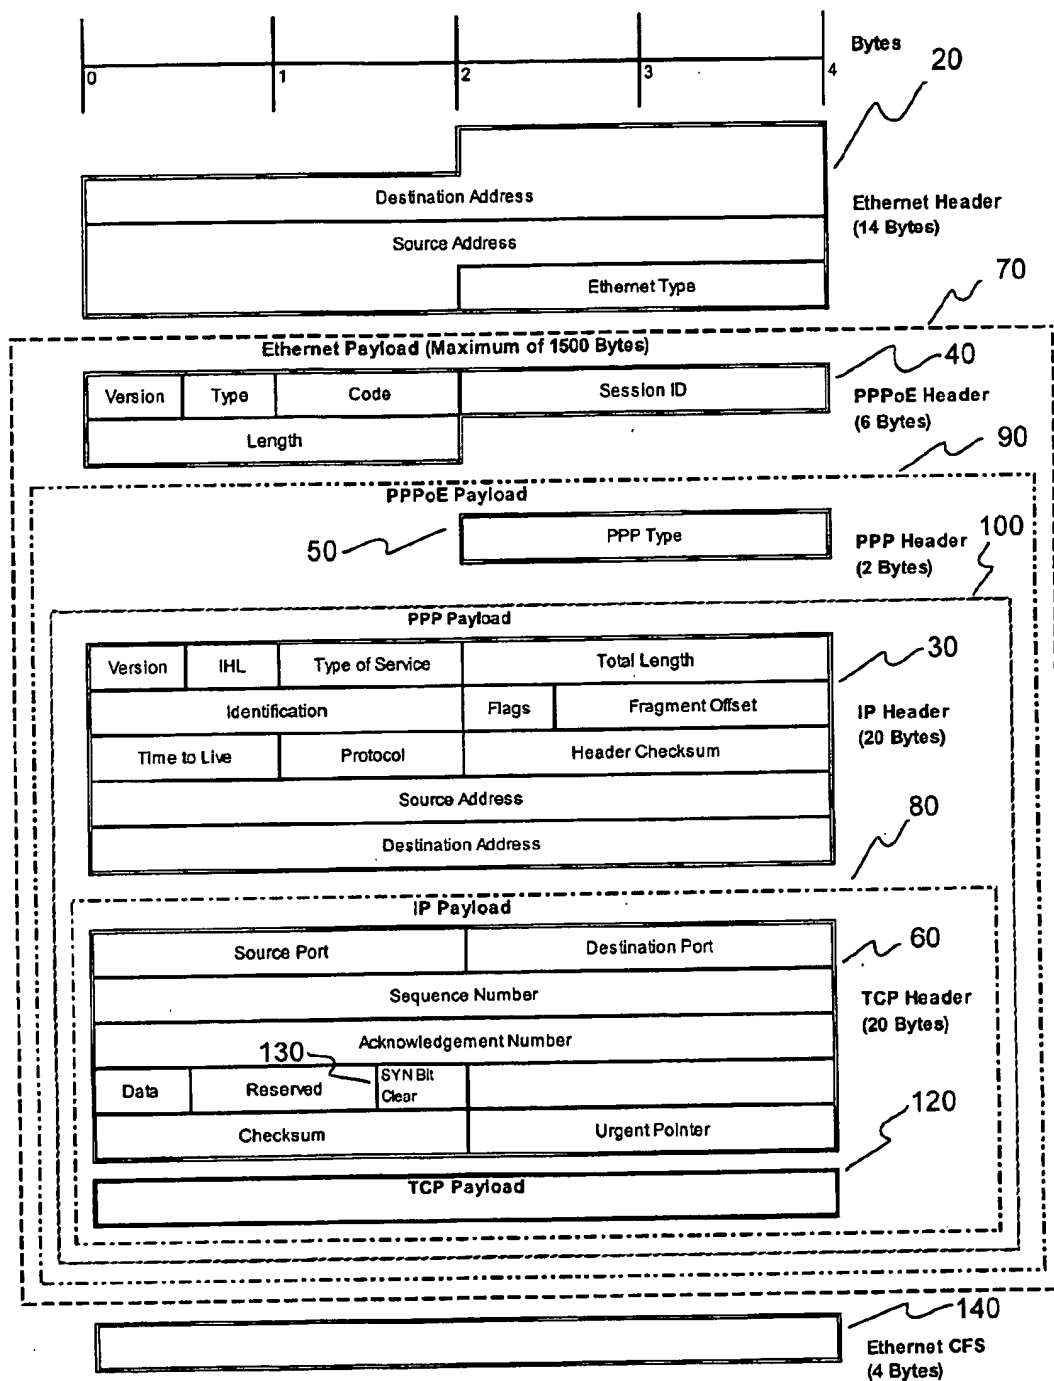 Bytes
0 1 2 3 4
20
Destination Address
Ethernet Header
(14 Bytes)
Source Address
Ethernet Type
70
Ethernet Payload (Maximum of 1500 Bytes)
40
Version Type Code Session ID
PPPoE Header
(6 Bytes)
Length
90
PPPoE Payload
50
PPP Type
PPP Header
(2 Bytes)
100
PPP Payload
30
Version IHL Type of Service Total Length
Identification Flags Fragment Offset
IP Header
(20 Bytes)
Time to Live Protocol Header Checksum
Source Address
80
Destination Address
IP Payload
60
Source Port Destination Port
Sequence Number
TCP Header
(20 Bytes)
Acknowledgement Number
130
Data Reserved SYN Bit
Clear
120
Checksum Urgent Pointer
TCP Payload
140
Ethernet CFS
(4 Bytes)